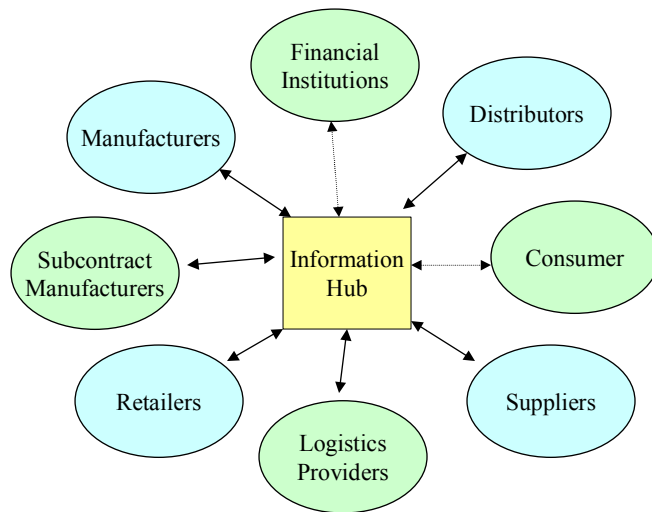 Financial
Institutions
Manufacturers
Distributors
Subcontract
Manufacturers
Information
Hub
Consumer
Retailers
Suppliers
Logistics
Providers